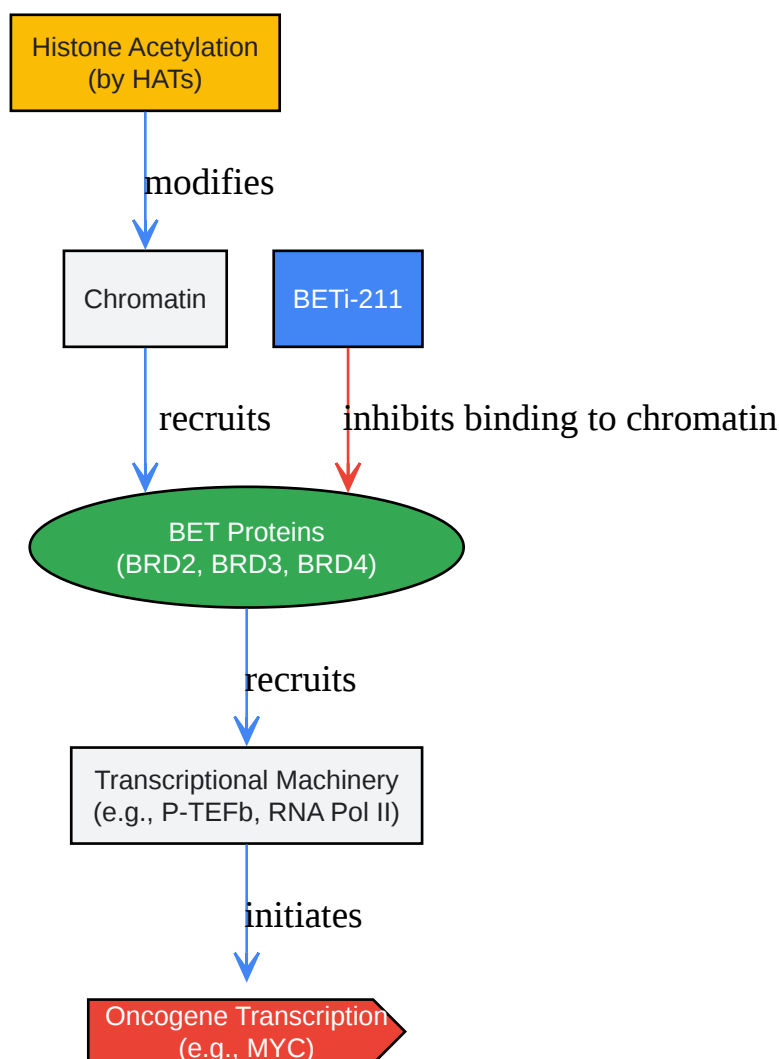 Histone Acetylation
(by HATs)
modifies
Chromatin
BETi-211
recruits
inhibits binding to chromatin
BET Proteins
(BRD2, BRD3, BRD4)
recruits
Transcriptional Machinery
(e.g., P-TEFb, RNA Pol II)
initiates
Oncogene Transcription
(e.g., MYC)